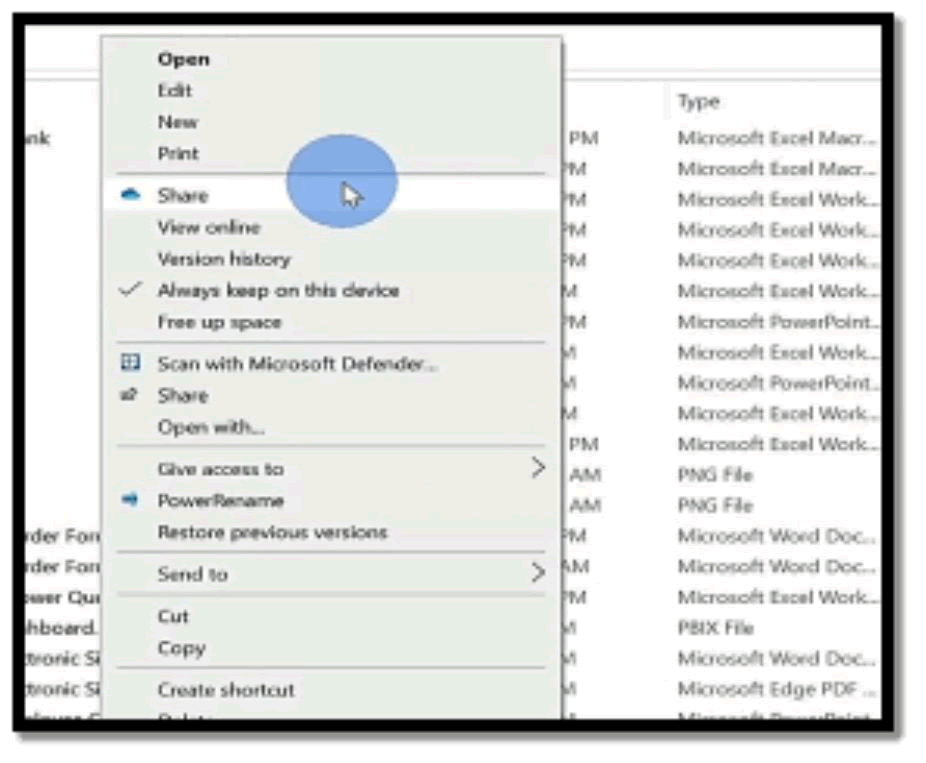 Open
Edit
New
Print
Share
View online
Version history
Always keep on this device
Free up space
Scan with Microsoft Defender...
Share
Open with...
Give access to
PowerRename
Restore previous versions
Send to
Cut
Copy
Create shortcut
nk
rder Forr
rder Forr
ower Qu
hboard.
tronic Si
tronic Si
PM
PM
PM
PM
PM
M
PM
M
M
M
PM
AM
AM
PM
AM
PM
M
M
M
Type
Microsoft Excel Macr...
Microsoft Excel Macr...
Microsoft Excel Work...
Microsoft Excel Work...
Microsoft Excel Work...
Microsoft Excel Work...
Microsoft PowerPoint...
Microsoft Excel Work...
Microsoft PowerPoint...
Microsoft Excel Work...
Microsoft Excel Work...
PNG File
PNG File
Microsoft Word Doc...
Microsoft Word Doc...
Microsoft Excel Work...
PBIX File
Microsoft Word Doc...
Microsoft Edge PDF ...